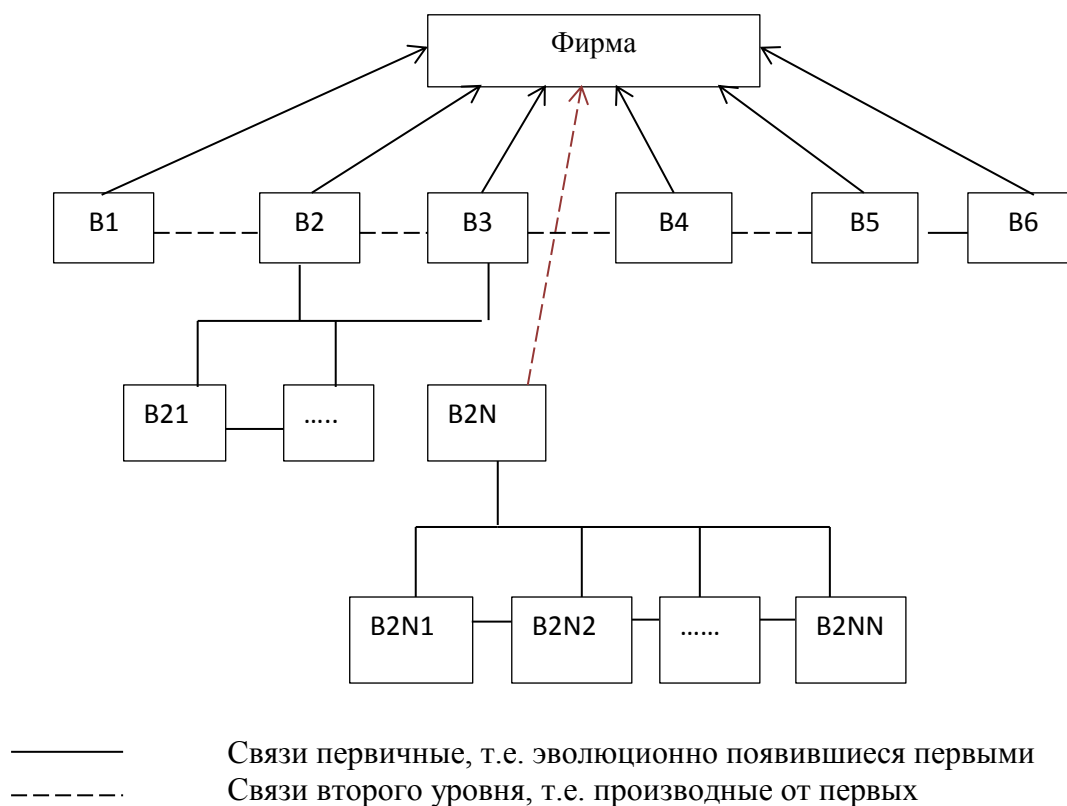 Фирма
B1 B2 B3 B4 B5 B6
B21 ..... B2N
B2N1 B2N2 ...... B2NN
Связи первичные, т.е. эволюционно появившиеся первыми
Связи второго уровня, т.е. производные от первых